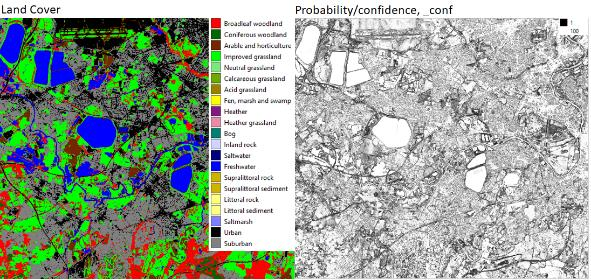 Land Cover
Broadleaf woodland
Coniferous woodland
Arable and horticulture
Improved grassland
Neutral grassland
Calcareous grassland
Acid grassland
Fen, marsh and swamp
Heather
Heather grassland
Bog
Inland rock
Saltwater
Freshwater
Supralittoral rock
Supralittoral sediment
Littoral rock
Littoral sediment
Saltmarsh
Urban
Suburban
Probability/confidence, _conf
1
100